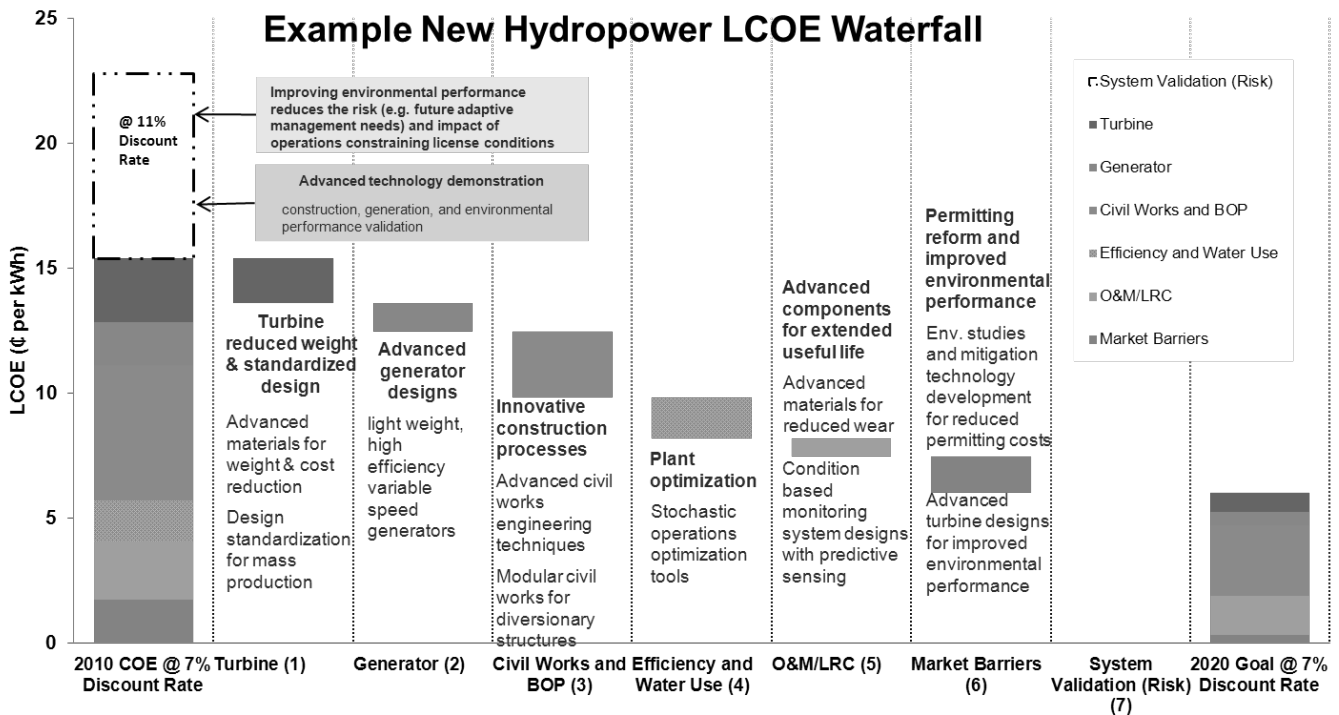 Example New Hydropower LCOE Waterfall
LCOE (₵ per kWh)
25
20
15
10
5
0
@ 11%
Discount
Rate
Improving environmental performance
reduces the risk (e.g. future adaptive
management needs) and impact of
operations constraining license conditions
Advanced technology demonstration
construction, generation, and environmental
performance validation
System Validation (Risk)
Turbine
Generator
Civil Works and BOP
Efficiency and Water Use
O&M/LRC
Market Barriers
Turbine
reduced weight
& standardized
design
Advanced
materials for
weight & cost
reduction
Design
standardization
for mass
production
Advanced
generator
designs
light weight,
high
efficiency
variable
speed
generators
Innovative
construction
processes
Advanced civil
works
engineering
techniques
Modular civil
works for
diversionary
structures
Plant
optimization
Stochastic
operations
optimization
tools
Advanced
components
for extended
useful life
Advanced
materials for
reduced wear
Condition
based
monitoring
system designs
with predictive
sensing
Permitting
reform and
improved
environmental
performance
Env. studies
and mitigation
technology
development
for reduced
permitting costs
Advanced
turbine designs
for improved
environmental
performance
2010 COE @ 7%
Discount Rate
Turbine (1)
Generator (2)
Civil Works and
BOP (3)
Efficiency and
Water Use (4)
O&M/LRC (5)
Market Barriers
(6)
System
Validation (Risk)
(7)
2020 Goal @ 7%
Discount Rate